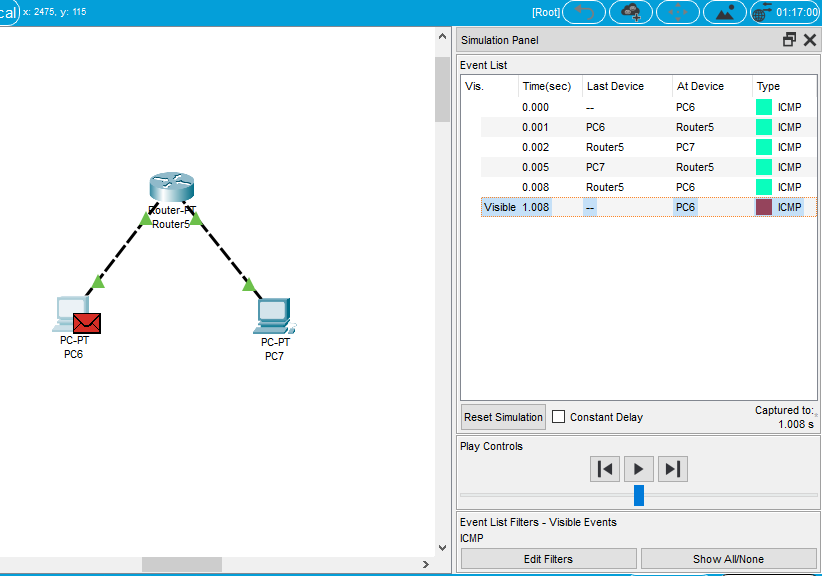 cal x: 2475, y: 115
[Root]
01:17:00
Simulation Panel
Event List
Vis. Time(sec) Last Device At Device Type
0.000 -- PC6 ICMP
0.001 PC6 Router5 ICMP
0.002 Router5 PC7 ICMP
0.005 PC7 Router5 ICMP
0.008 Router5 PC6 ICMP
Visible 1.008 -- PC6 ICMP
Router-PT
Router5
PC-PT
PC6
PC-PT
PC7
Reset Simulation Constant Delay
Captured to:
1.008 s
Play Controls
Event List Filters - Visible Events
ICMP
Edit Filters Show All/None